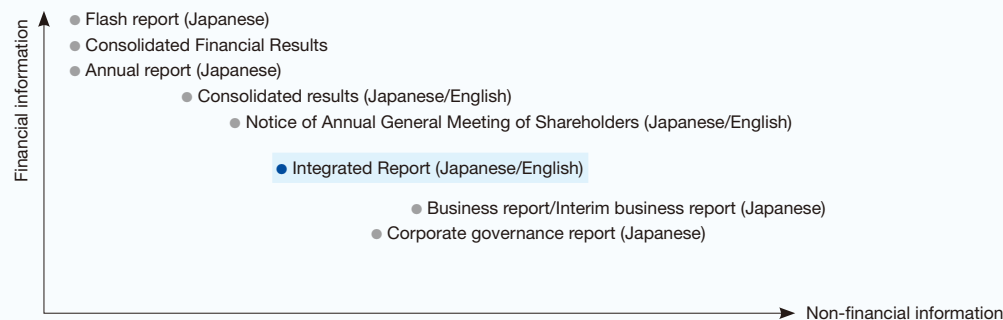 Financial information
Flash report (Japanese)
Consolidated Financial Results
Annual report (Japanese)
Consolidated results (Japanese/English)
Notice of Annual General Meeting of Shareholders (Japanese/English)
Integrated Report (Japanese/English)
Business report/Interim business report (Japanese)
Corporate governance report (Japanese)
Non-financial information